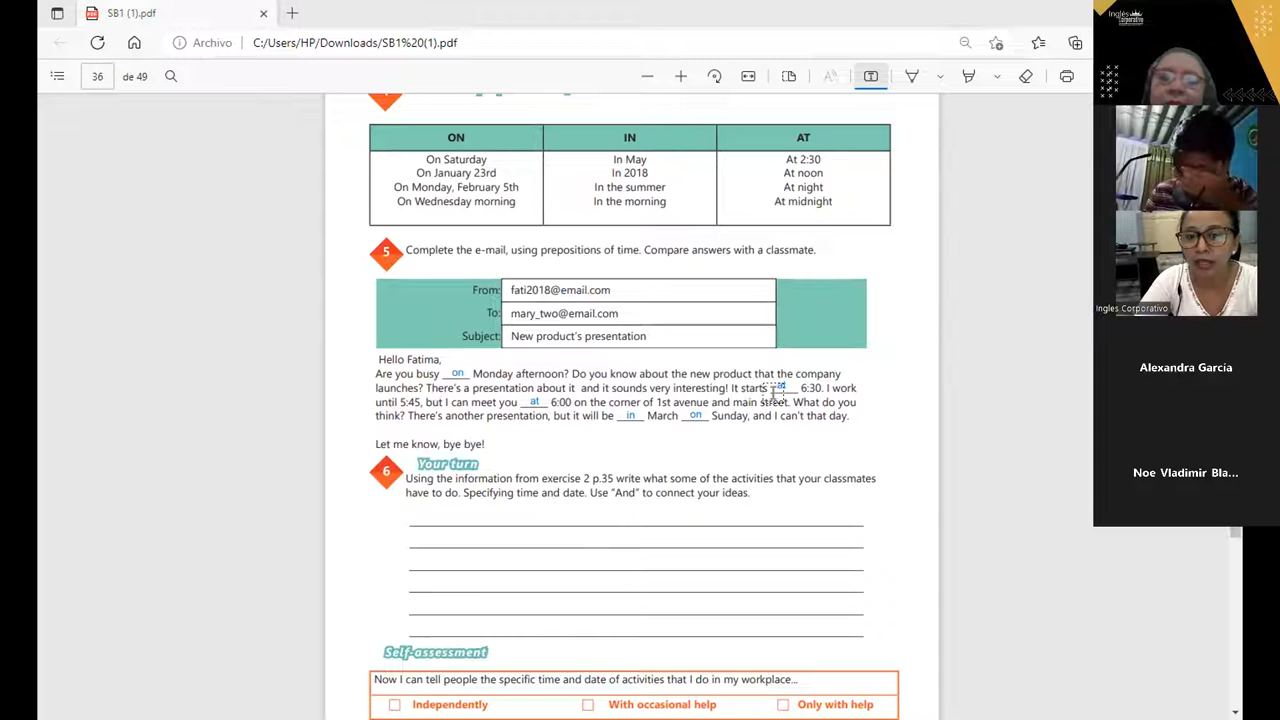 SB1 (1).pdf
Archivo
C:/Users/HP/Downloads/SB1%20(1).pdf
36 de 49
ON IN AT
On Saturday In May At 2:30
On January 23rd In 2018 At noon
On Monday, February 5th In the summer At night
On Wednesday morning In the morning At midnight
5 Complete the e-mail, using prepositions of time. Compare answers with a classmate.
From: fati2018@email.com
To: mary_two@email.com
Subject: New product's presentation
Hello Fatima,
Are you busy on Monday afternoon? Do you know about the new product that the company
launches? There's a presentation about it and it sounds very interesting! It starts at 6:30. I work
until 5:45, but I can meet you at 6:00 on the corner of 1st avenue and main street. What do you
think? There's another presentation, but it will be in March on Sunday, and I can't that day.
Let me know, bye bye!
6 Your turn
Using the information from exercise 2 p.35 write what some of the activities that your classmates
have to do. Specifying time and date. Use "And" to connect your ideas.
Self-assessment
Now I can tell people the specific time and date of activities that I do in my workplace...
Independently With occasional help Only with help
Inglés
Corporativo
Ingles Corporativo
Alexandra García
Noe Vladimir Bla...